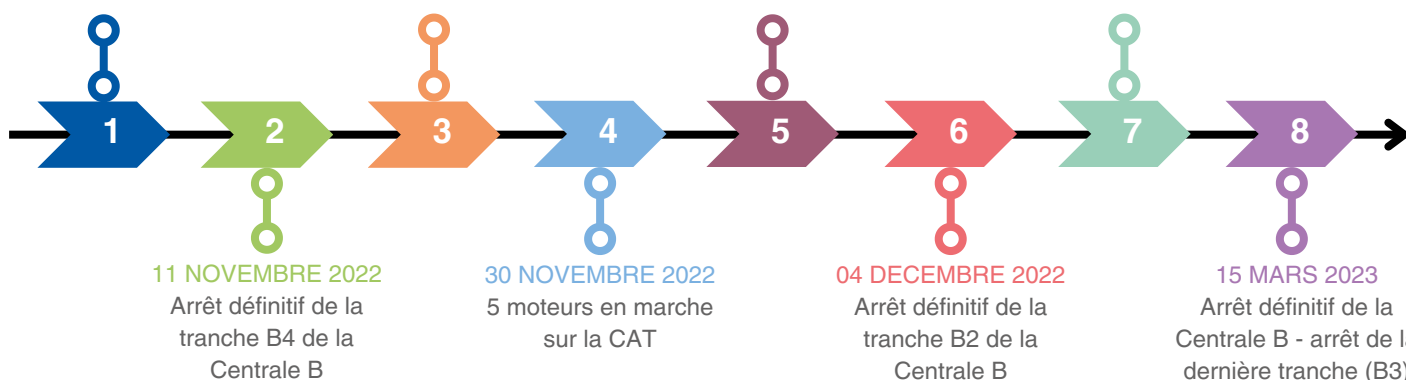 1 2 3 4 5 6 7 8
11 NOVEMBRE 2022
Arrêt définitif de la
tranche B4 de la
Centrale B
30 NOVEMBRE 2022
5 moteurs en marche
sur la CAT
04 DECEMBRE 2022
Arrêt définitif de la
tranche B2 de la
Centrale B
15 MARS 2023
Arrêt définitif de la
Centrale B - arrêt de la
dernière tranche (B3)